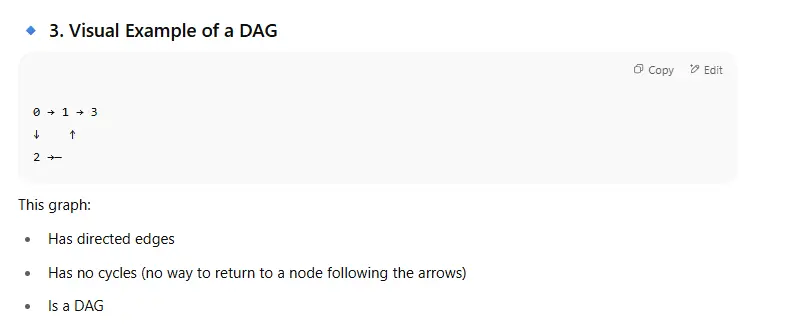 3. Visual Example of a DAG
Copy Edit
0 → 1 → 3
↓    ↑
2 →—
This graph:
• Has directed edges
• Has no cycles (no way to return to a node following the arrows)
• Is a DAG